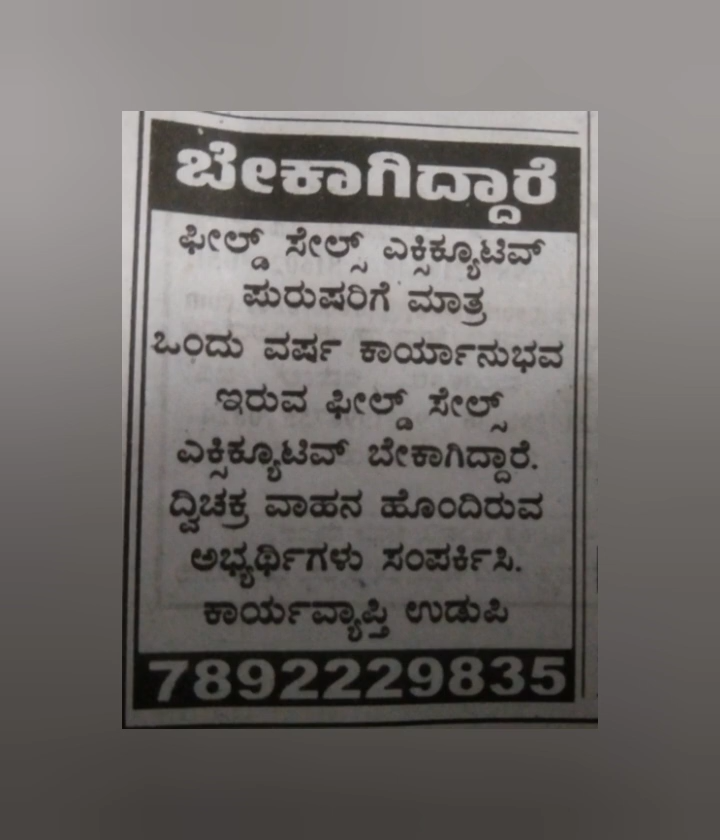 ಬೇಕಾಗಿದ್ದಾರೆ
ಫೀಲ್ಡ್ ಸೇಲ್ಸ್ ಎಕ್ಸಿಕ್ಯೂಟಿವ್
ಪುರುಷರಿಗೆ ಮಾತ್ರ
ಒಂದು ವರ್ಷ ಕಾರ್ಯಾನುಭವ
ಇರುವ ಫೀಲ್ಡ್ ಸೇಲ್ಸ್
ಎಕ್ಸಿಕ್ಯೂಟಿವ್ ಬೇಕಾಗಿದ್ದಾರೆ.
ದ್ವಿಚಕ್ರ ವಾಹನ ಹೊಂದಿರುವ
ಅಭ್ಯರ್ಥಿಗಳು ಸಂಪರ್ಕಿಸಿ.
ಕಾರ್ಯವ್ಯಾಪ್ತಿ ಉಡುಪಿ
7892229835